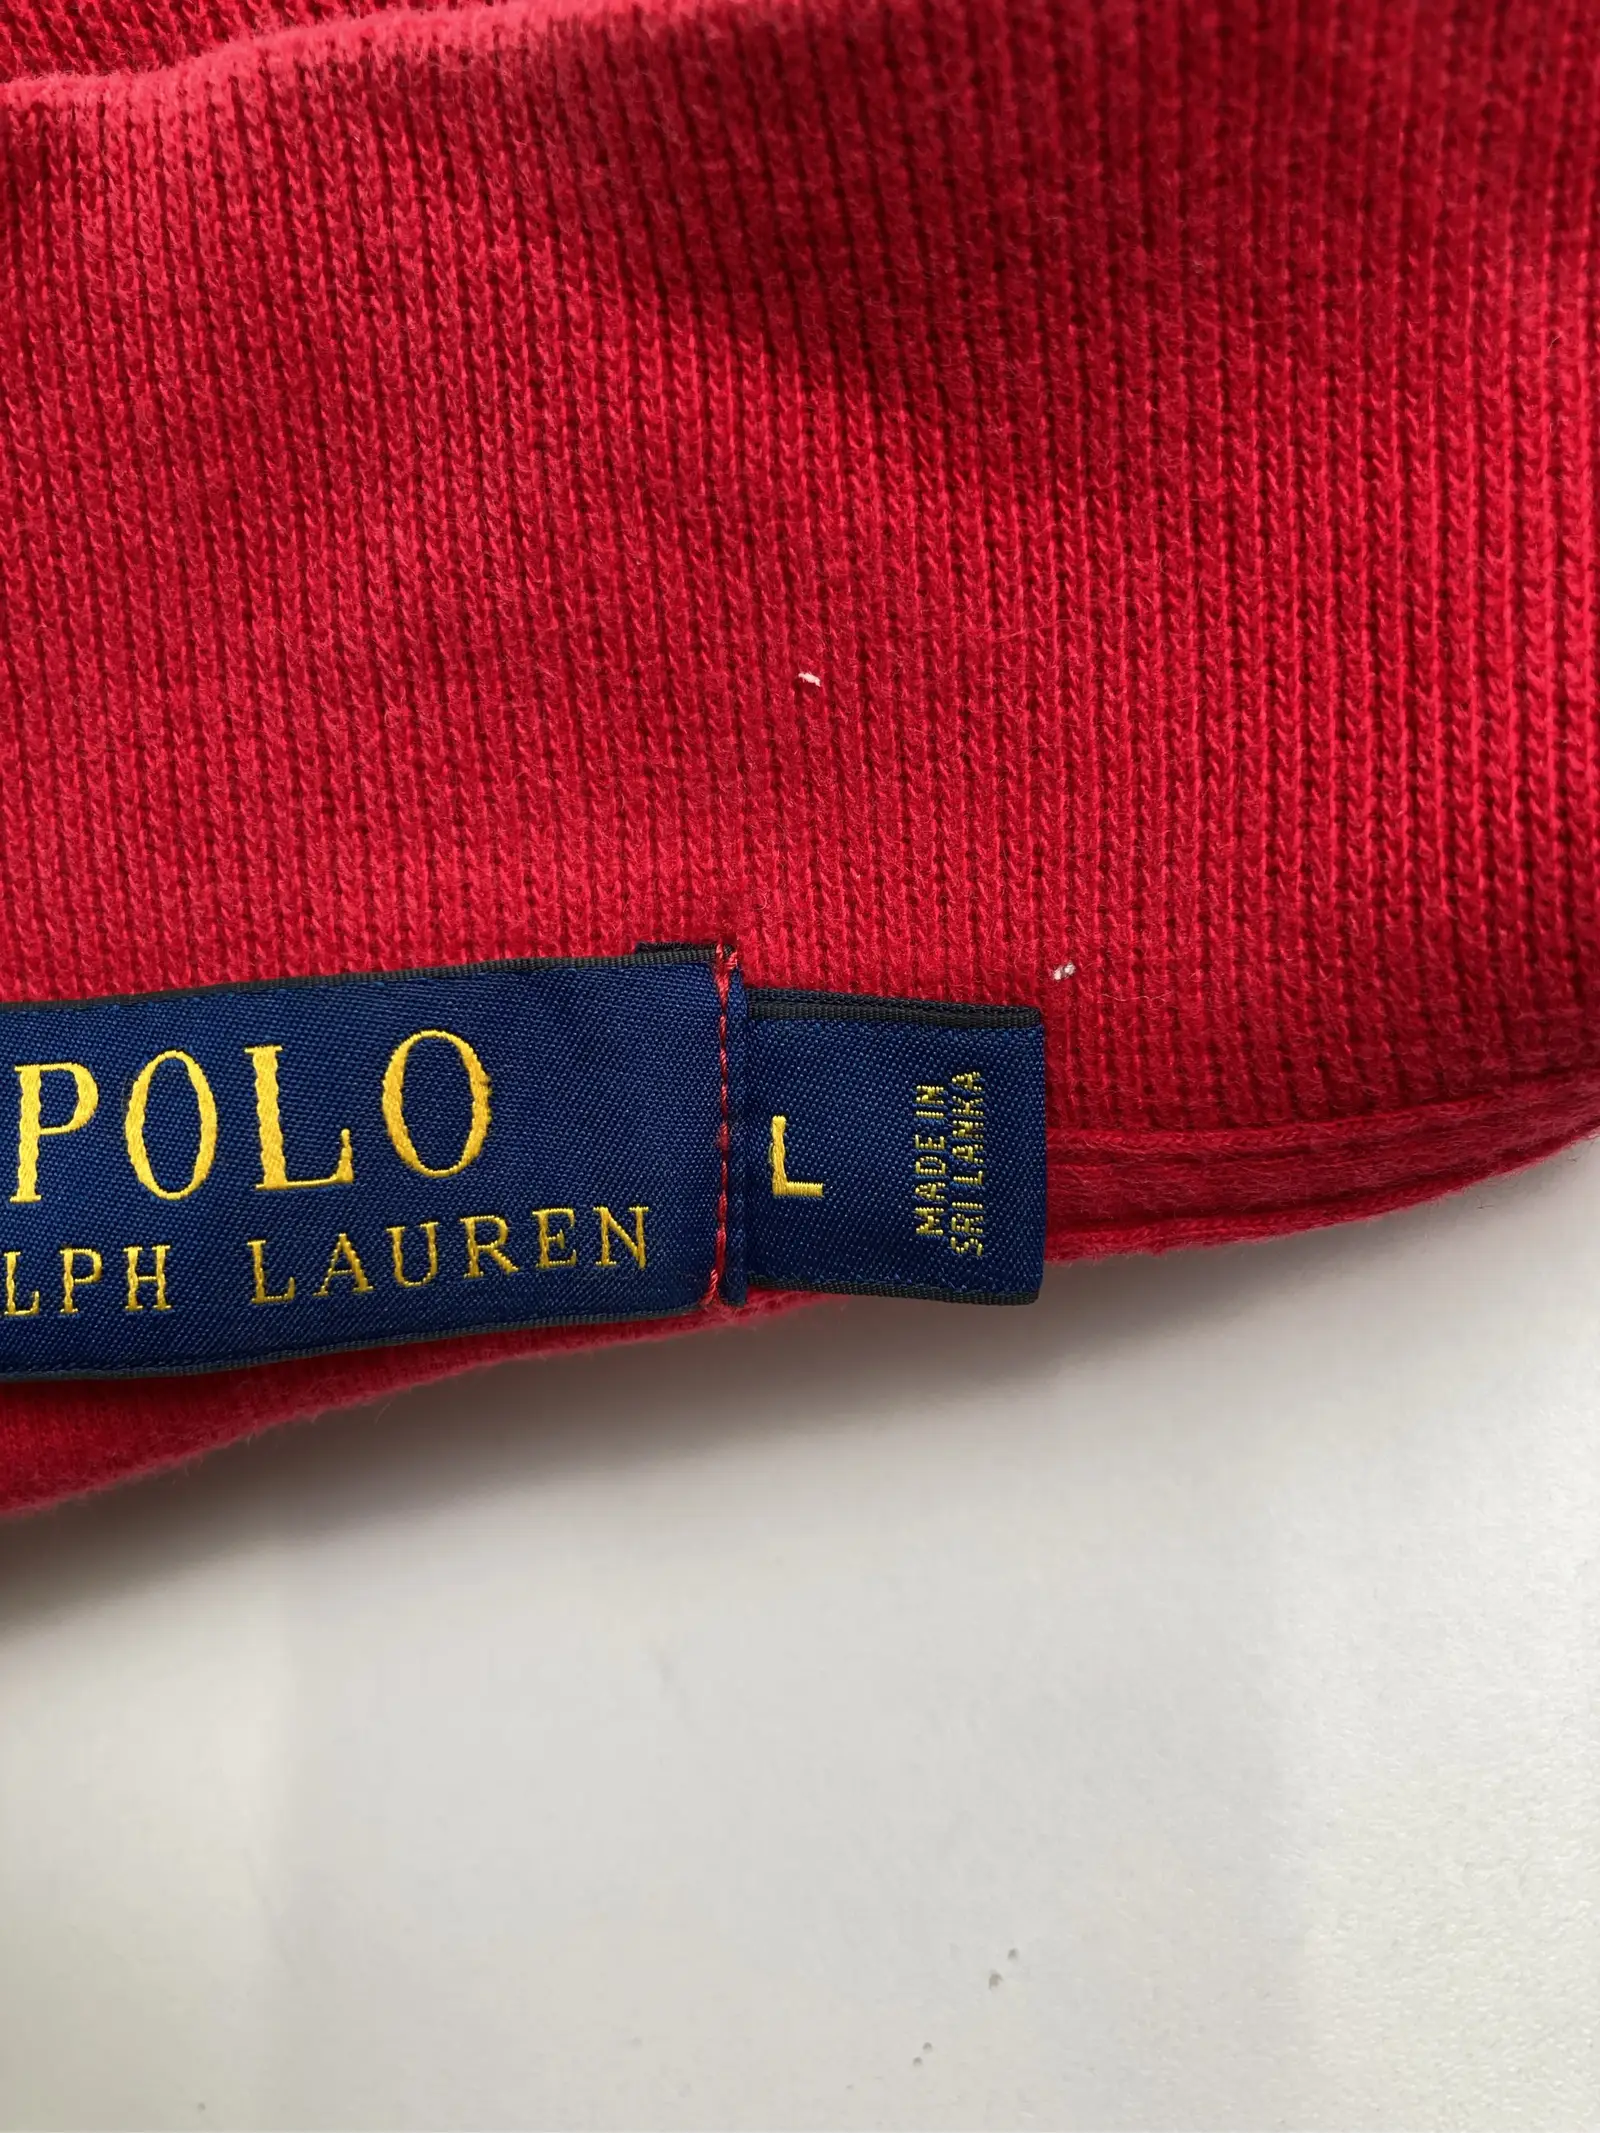 POLO
LPH LAUREN
L
MADE IN
SRI LANKA